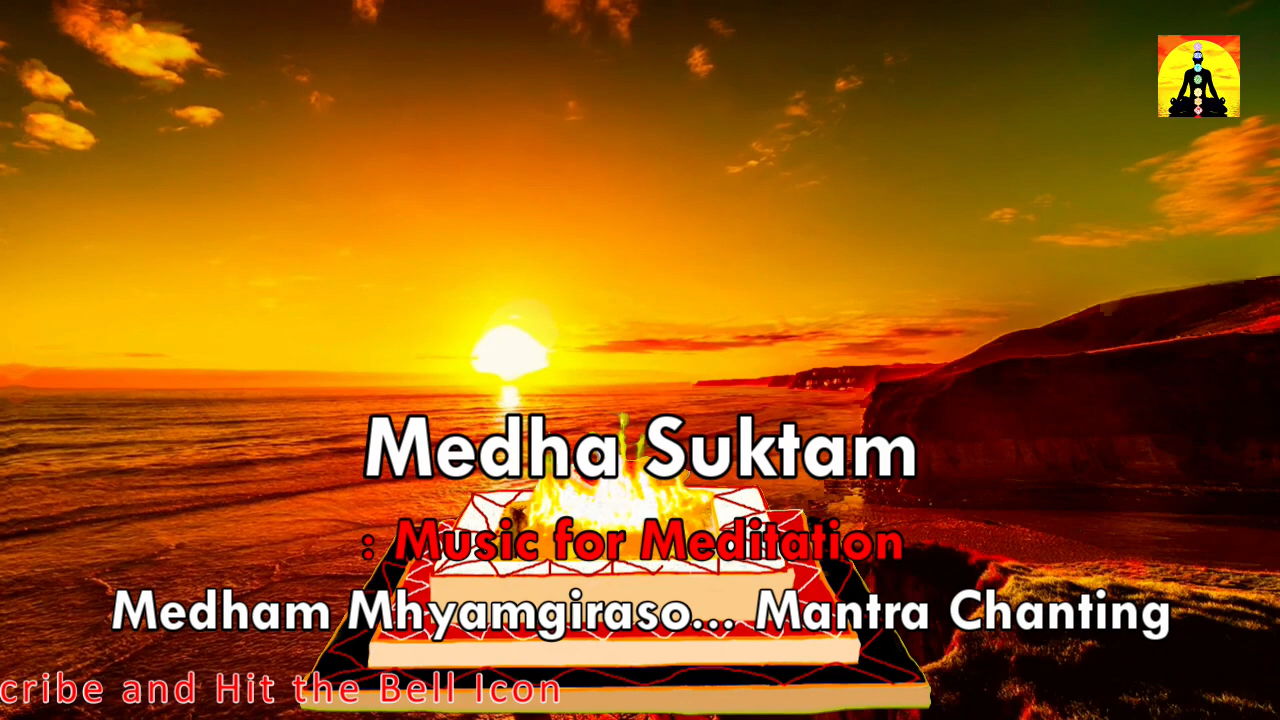 Medha Suktam
: Music for Meditation
Medham Mhyamgiraso... Mantra Chanting
cribe and Hit the Bell Icon